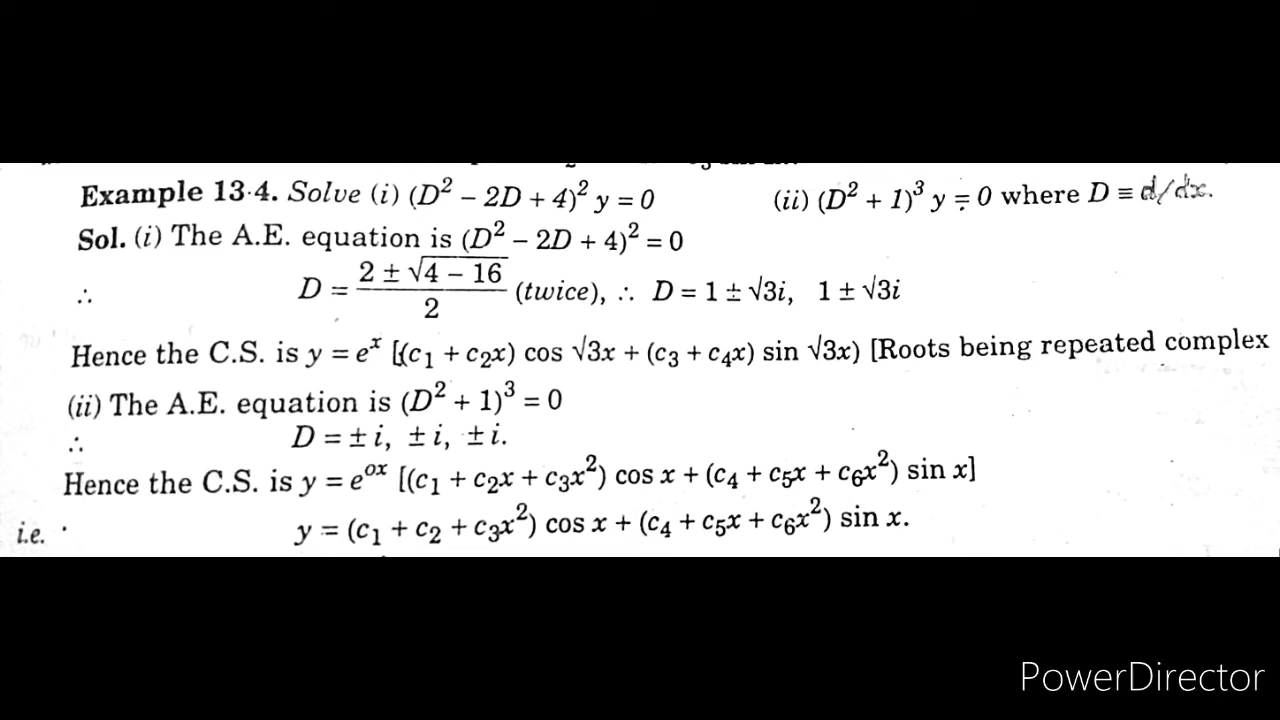 Example 13·4. Solve (i) (D² − 2D + 4)² y = 0 (ii) (D² + 1)³ y = 0 where D ≡ d/dx.
Sol. (i) The A.E. equation is (D² − 2D + 4)² = 0
∴ D = (2 ± √(4 − 16))/2 (twice), ∴ D = 1 ± √3i, 1 ± √3i
Hence the C.S. is y = eˣ [(c₁ + c₂x) cos √3x + (c₃ + c₄x) sin √3x) [Roots being repeated complex
(ii) The A.E. equation is (D² + 1)³ = 0
∴ D = ± i, ± i, ± i.
Hence the C.S. is y = e⁰ˣ [(c₁ + c₂x + c₃x²) cos x + (c₄ + c₅x + c₆x²) sin x]
i.e. y = (c₁ + c₂ + c₃x²) cos x + (c₄ + c₅x + c₆x²) sin x.
PowerDirector